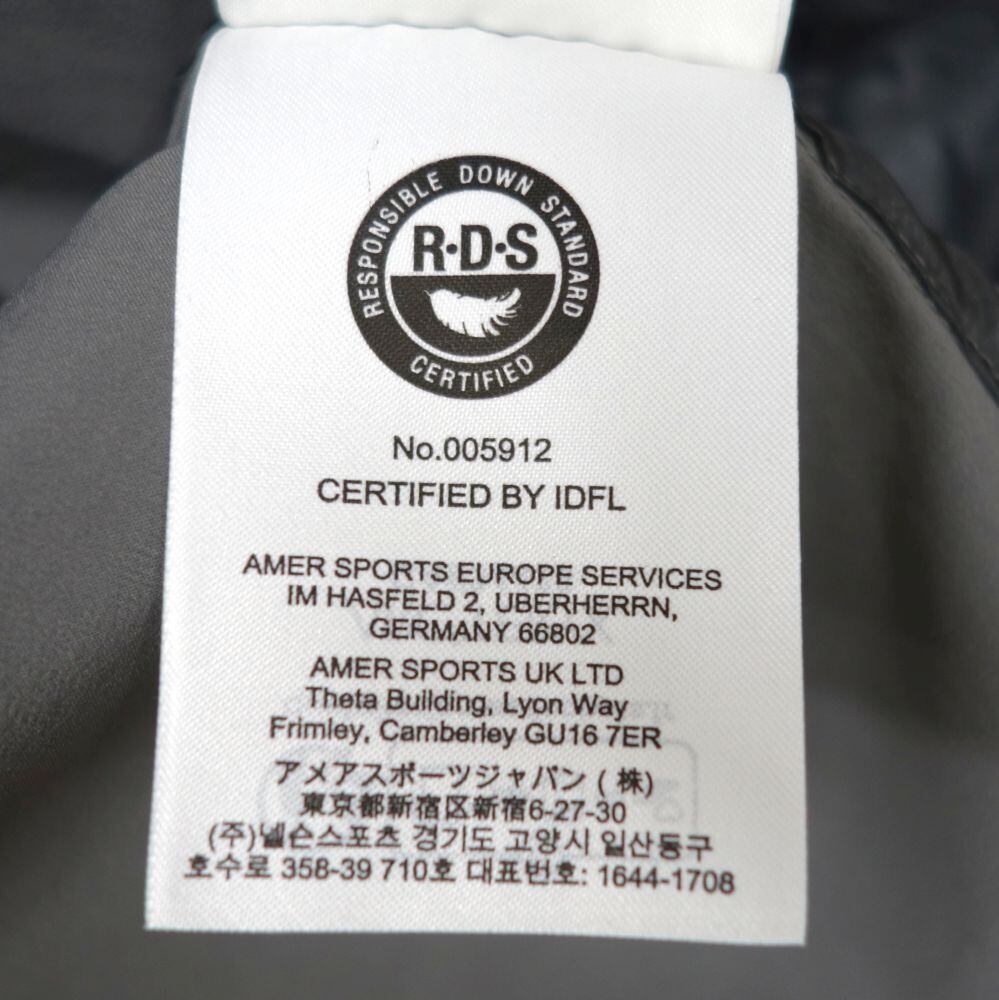 RESPONSIBLE DOWN STANDARD
R·D·S
CERTIFIED
No.005912
CERTIFIED BY IDFL
AMER SPORTS EUROPE SERVICES
IM HASFELD 2, UBERHERRN,
GERMANY 66802
AMER SPORTS UK LTD
Theta Building, Lyon Way
Frimley, Camberley GU16 7ER
アメアスポーツジャパン (株)
東京都新宿区新宿6-27-30
(주)넬슨스포츠 경기도 고양시 일산동구
호수로 358-39 710호 대표번호: 1644-1708